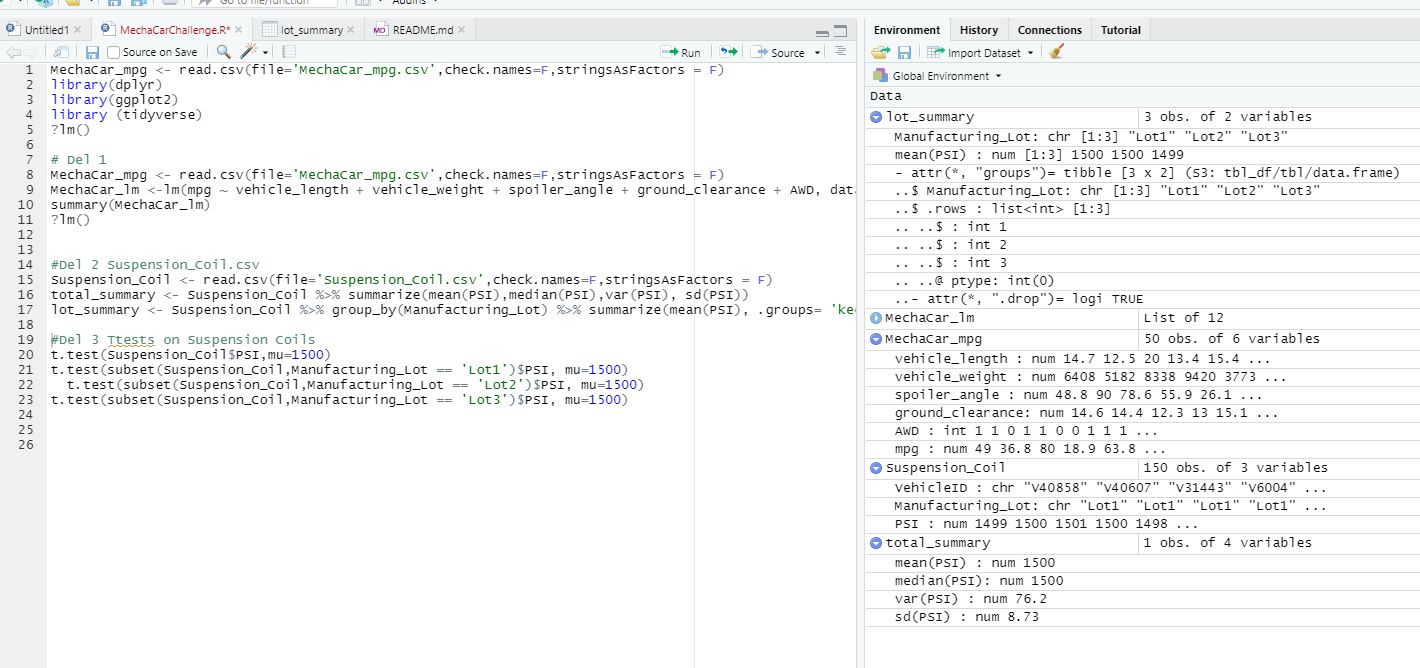 Go to file/function
Addins
Untitled1
MechaCarChallenge.R*
lot_summary
README.md
Source on Save
Run
Source
1 MechaCar_mpg <- read.csv(file='MechaCar_mpg.csv',check.names=F,stringsAsFactors = F)
2 library(dplyr)
3 library(ggplot2)
4 library (tidyverse)
5 ?lm()
6
7 # Del 1
8 MechaCar_mpg <- read.csv(file='MechaCar_mpg.csv',check.names=F,stringsAsFactors = F)
9 MechaCar_lm <-lm(mpg ~ vehicle_length + vehicle_weight + spoiler_angle + ground_clearance + AWD, dat
10 summary(MechaCar_lm)
11 ?lm()
12
13
14 #Del 2 Suspension_Coil.csv
15 Suspension_Coil <- read.csv(file='Suspension_Coil.csv',check.names=F,stringsAsFactors = F)
16 total_summary <- Suspension_Coil %>% summarize(mean(PSI),median(PSI),var(PSI), sd(PSI))
17 lot_summary <- Suspension_Coil %>% group_by(Manufacturing_Lot) %>% summarize(mean(PSI), .groups= 'kee
18
19 #Del 3 Ttests on Suspension Coils
20 t.test(Suspension_Coil$PSI,mu=1500)
21 t.test(subset(Suspension_Coil,Manufacturing_Lot == 'Lot1')$PSI, mu=1500)
22 t.test(subset(Suspension_Coil,Manufacturing_Lot == 'Lot2')$PSI, mu=1500)
23 t.test(subset(Suspension_Coil,Manufacturing_Lot == 'Lot3')$PSI, mu=1500)
24
25
26
Environment History Connections Tutorial
Import Dataset
Global Environment
Data
lot_summary 3 obs. of 2 variables
Manufacturing_Lot: chr [1:3] "Lot1" "Lot2" "Lot3"
mean(PSI) : num [1:3] 1500 1500 1499
- attr(*, "groups")= tibble [3 x 2] (S3: tbl_df/tbl/data.frame)
..$ Manufacturing_Lot: chr [1:3] "Lot1" "Lot2" "Lot3"
..$ .rows : list<int> [1:3]
.. ..$ : int 1
.. ..$ : int 2
.. ..$ : int 3
.. ..@ ptype: int(0)
..- attr(*, ".drop")= logi TRUE
MechaCar_lm List of 12
MechaCar_mpg 50 obs. of 6 variables
vehicle_length : num 14.7 12.5 20 13.4 15.4 ...
vehicle_weight : num 6408 5182 8338 9420 3773 ...
spoiler_angle : num 48.8 90 78.6 55.9 26.1 ...
ground_clearance: num 14.6 14.4 12.3 13 15.1 ...
AWD : int 1 1 0 1 1 0 0 1 1 1 ...
mpg : num 49 36.8 80 18.9 63.8 ...
Suspension_Coil 150 obs. of 3 variables
VehicleID : chr "V40858" "V40607" "V31443" "V6004" ...
Manufacturing_Lot: chr "Lot1" "Lot1" "Lot1" "Lot1" ...
PSI : num 1499 1500 1501 1500 1498 ...
total_summary 1 obs. of 4 variables
mean(PSI) : num 1500
median(PSI): num 1500
var(PSI) : num 76.2
sd(PSI) : num 8.73